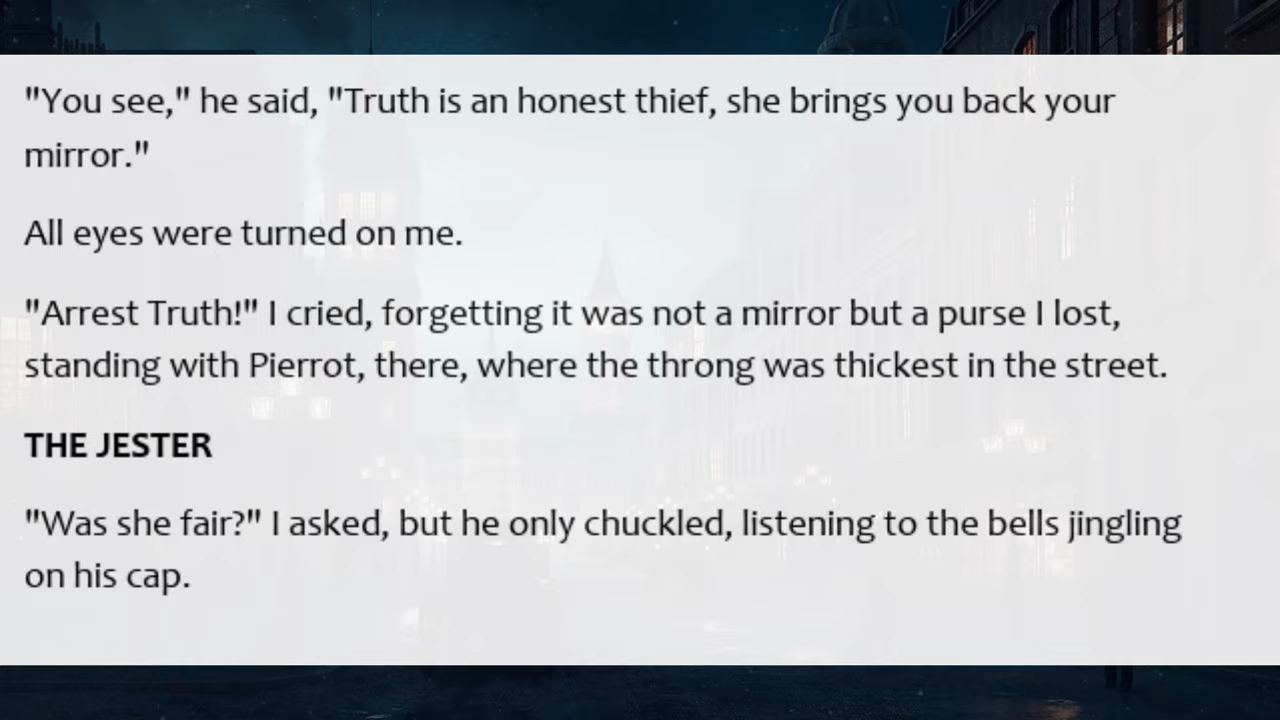 "You see," he said, "Truth is an honest thief, she brings you back your
mirror."
All eyes were turned on me.
"Arrest Truth!" I cried, forgetting it was not a mirror but a purse I lost,
standing with Pierrot, there, where the throng was thickest in the street.
THE JESTER
"Was she fair?" I asked, but he only chuckled, listening to the bells jingling
on his cap.